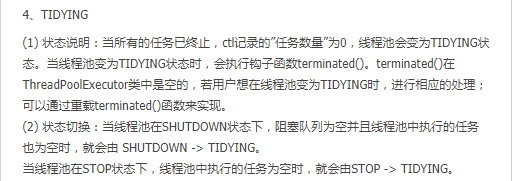 4、TIDYING
(1) 状态说明：当所有的任务已终止，ctl记录的”任务数量”为0，线程池会变为TIDYING状
态。当线程池变为TIDYING状态时，会执行钩子函数terminated()。terminated()在
ThreadPoolExecutor类中是空的，若用户想在线程池变为TIDYING时，进行相应的处理；
可以通过重载terminated()函数来实现。
(2) 状态切换：当线程池在SHUTDOWN状态下，阻塞队列为空并且线程池中执行的任务
也为空时，就会由 SHUTDOWN -> TIDYING。
当线程池在STOP状态下，线程池中执行的任务为空时，就会由STOP -> TIDYING。